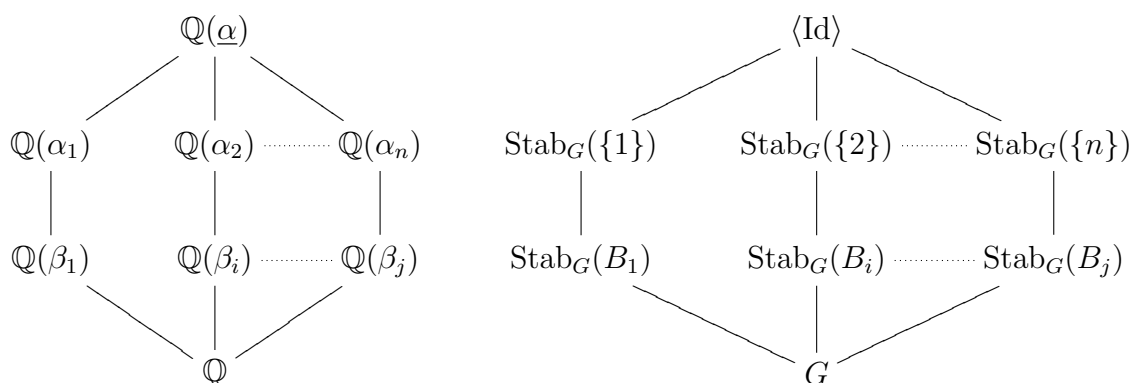 ℚ(α̲) ⟨Id⟩
ℚ(α₁) ℚ(α₂) ℚ(αₙ) Stab_G({1}) Stab_G({2}) Stab_G({n})
ℚ(β₁) ℚ(βᵢ) ℚ(βⱼ) Stab_G(B₁) Stab_G(Bᵢ) Stab_G(Bⱼ)
ℚ G